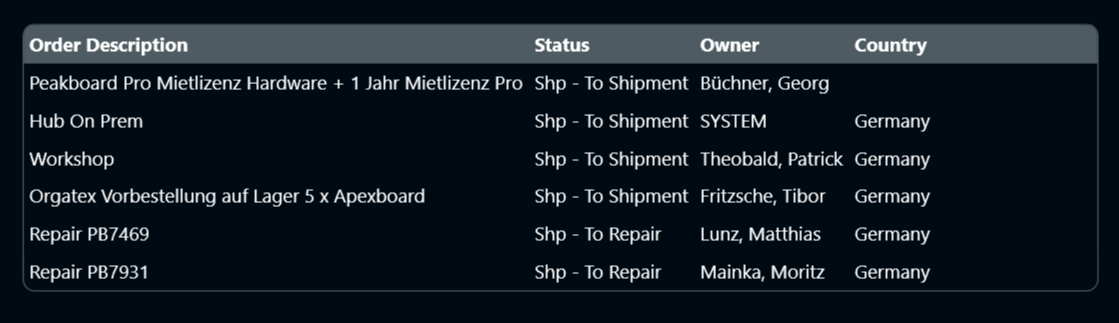 Order Description Status Owner Country
Peakboard Pro Mietlizenz Hardware + 1 Jahr Mietlizenz Pro Shp - To Shipment Büchner, Georg
Hub On Prem Shp - To Shipment SYSTEM Germany
Workshop Shp - To Shipment Theobald, Patrick Germany
Orgatex Vorbestellung auf Lager 5 x Apexboard Shp - To Shipment Fritzsche, Tibor Germany
Repair PB7469 Shp - To Repair Lunz, Matthias Germany
Repair PB7931 Shp - To Repair Mainka, Moritz Germany